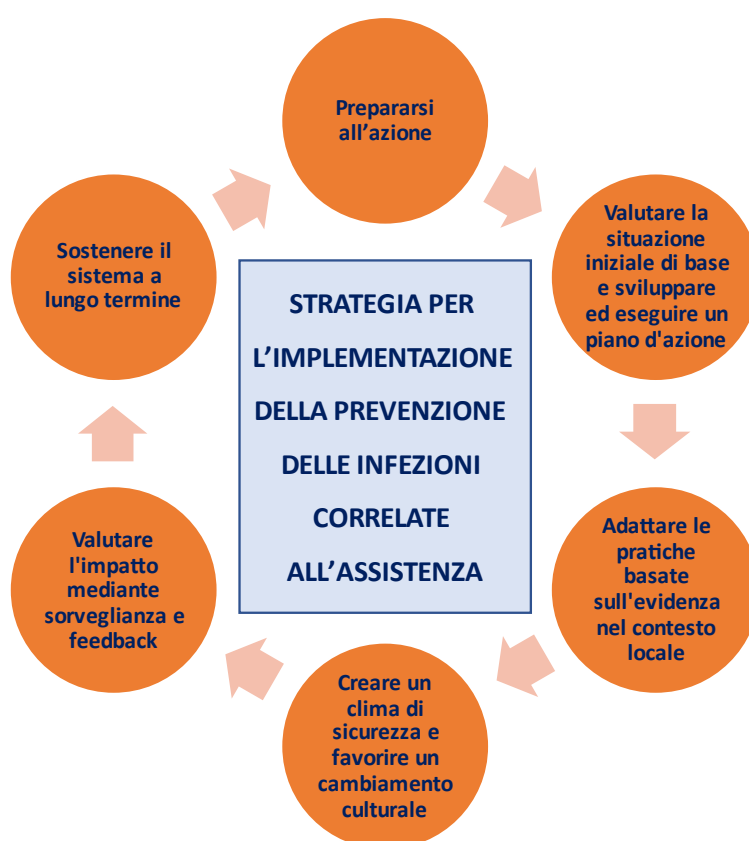 Prepararsi
all’azione
Valutare la
situazione
iniziale di base
e sviluppare
ed eseguire un
piano d'azione
Adattare le
pratiche
basate
sull'evidenza
nel contesto
locale
Creare un
clima di
sicurezza e
favorire un
cambiamento
culturale
Valutare
l'impatto
mediante
sorveglianza e
feedback
Sostenere il
sistema a
lungo termine
STRATEGIA PER
L’IMPLEMENTAZIONE
DELLA PREVENZIONE
DELLE INFEZIONI
CORRELATE
ALL’ASSISTENZA